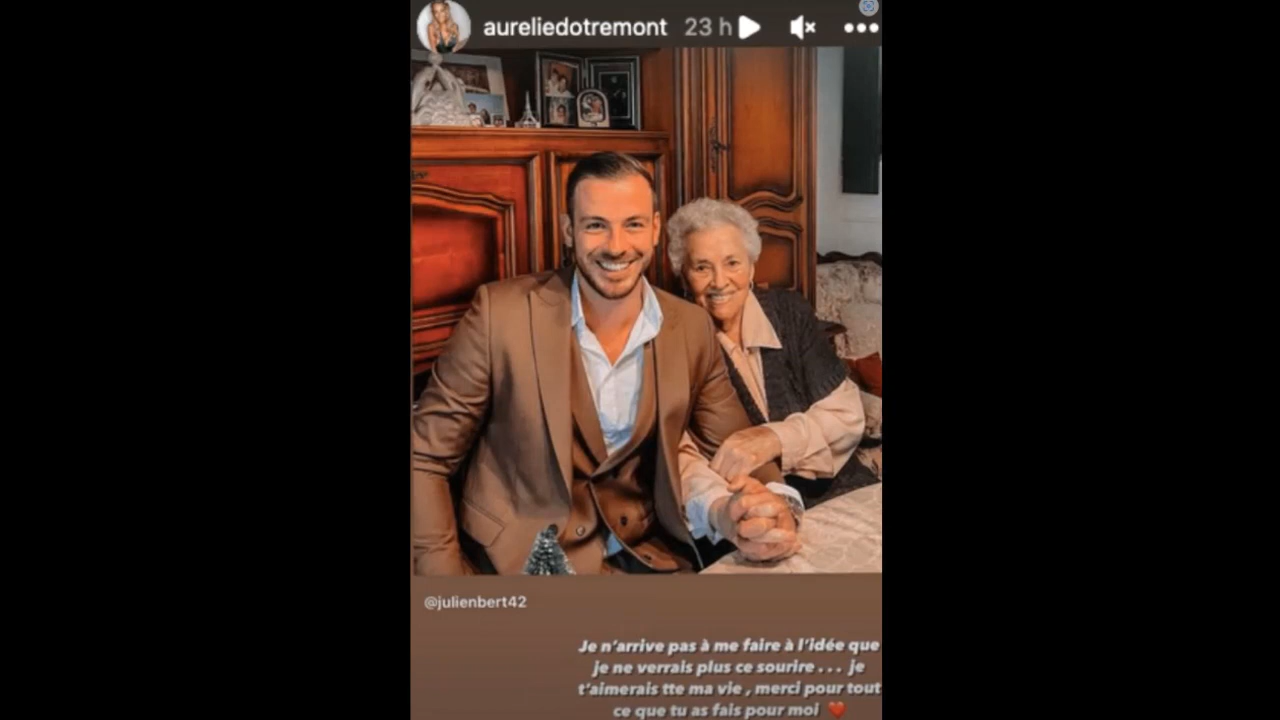 aureliedotremont 23 h
@julienbert42
Je n'arrive pas à me faire à l'idée que
je ne verrais plus ce sourire . . . je
t'aimerais tte ma vie , merci pour tout
ce que tu as fais pour moi ❤️